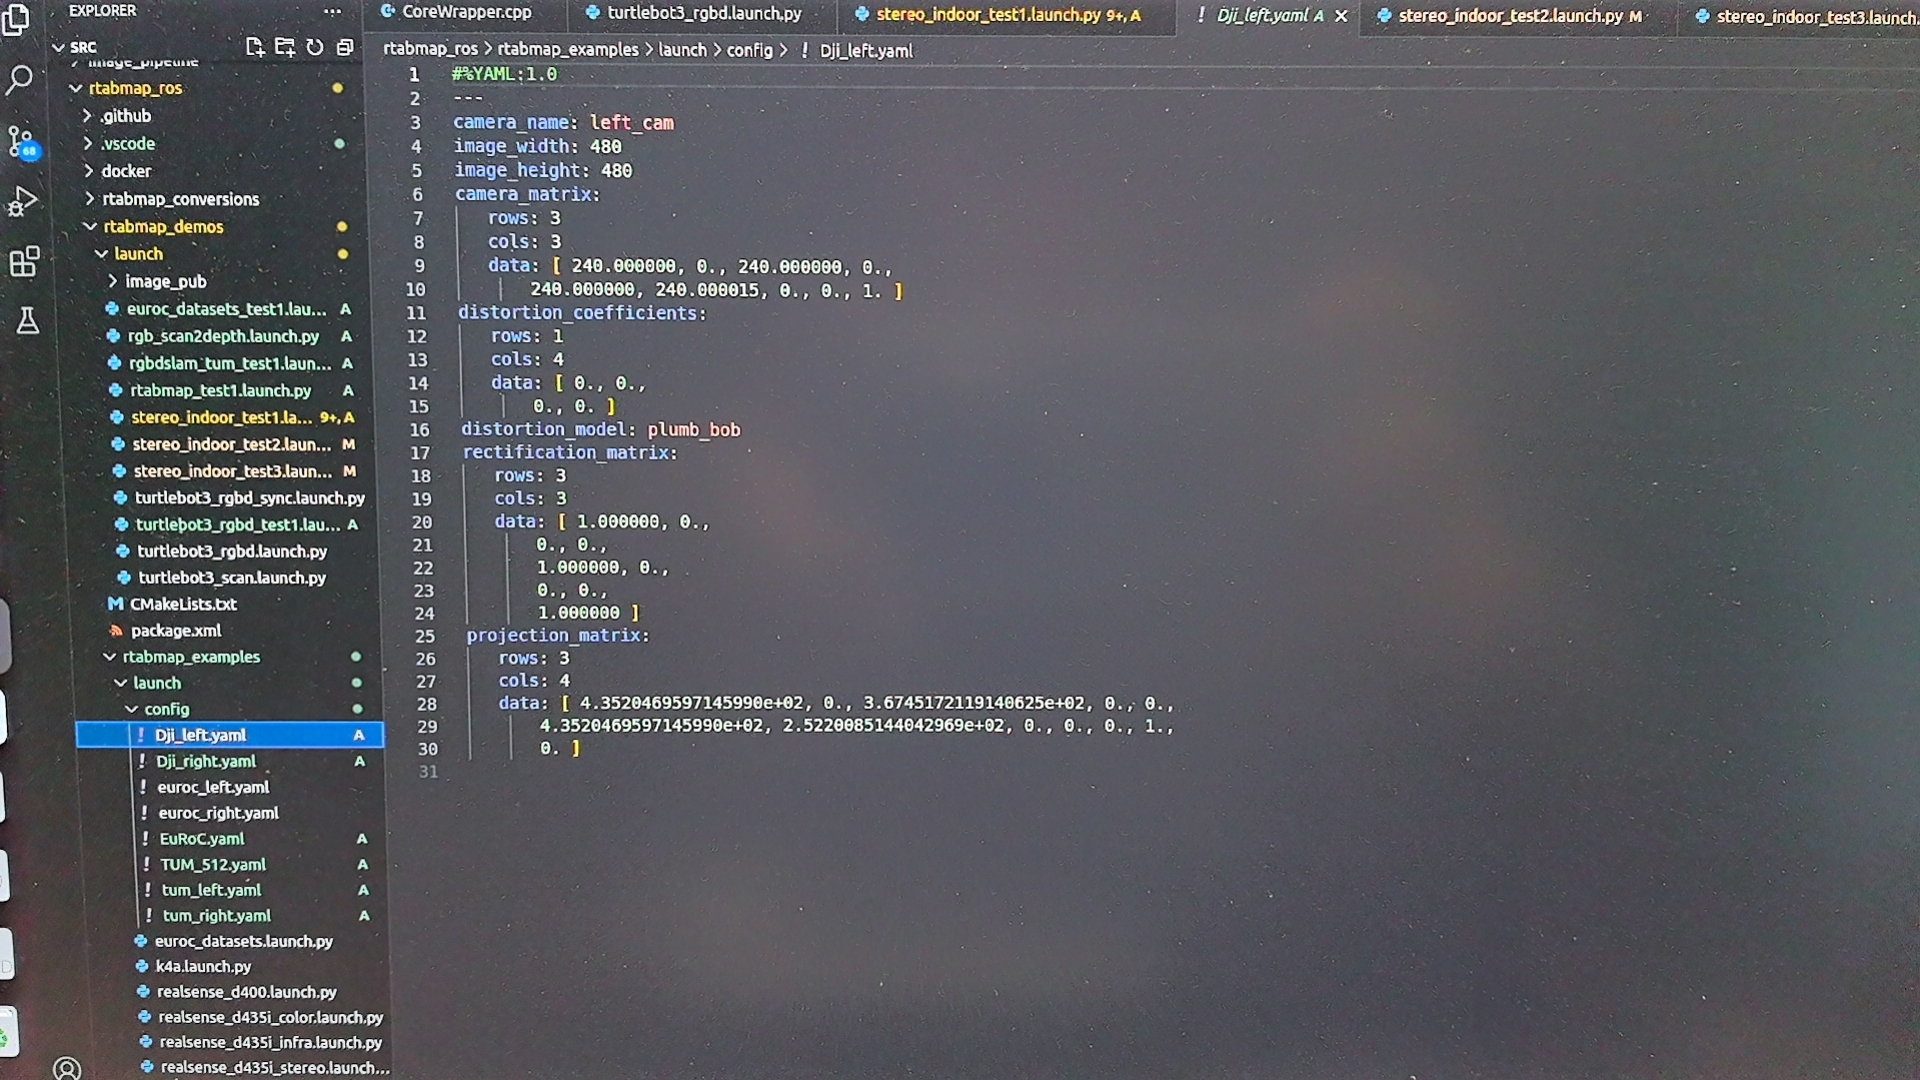 EXPLORER
SRC
image_pipeline
rtabmap_ros
.github
.vscode
docker
rtabmap_conversions
rtabmap_demos
launch
image_pub
euroc_datasets_test1.lau... A
rgb_scan2depth.launch.py A
rgbdslam_tum_test1.laun... A
rtabmap_test1.launch.py A
stereo_indoor_test1.la... 9+, A
stereo_indoor_test2.laun... M
stereo_indoor_test3.laun... M
turtlebot3_rgbd_sync.launch.py
turtlebot3_rgbd_test1.lau... A
turtlebot3_rgbd.launch.py
turtlebot3_scan.launch.py
CMakeLists.txt
package.xml
rtabmap_examples
launch
config
! Dji_left.yaml A
! Dji_right.yaml A
! euroc_left.yaml
! euroc_right.yaml
! EuRoC.yaml A
! TUM_512.yaml A
! tum_left.yaml A
! tum_right.yaml A
euroc_datasets.launch.py
k4a.launch.py
realsense_d400.launch.py
realsense_d435i_color.launch.py
realsense_d435i_infra.launch.py
realsense_d435i_stereo.launch...
68
CoreWrapper.cpp
turtlebot3_rgbd.launch.py
stereo_indoor_test1.launch.py 9+, A
! Dji_left.yaml A
stereo_indoor_test2.launch.py M
stereo_indoor_test3.launch.
rtabmap_ros > rtabmap_examples > launch > config > ! Dji_left.yaml
1 #%YAML:1.0
2 ---
3 camera_name: left_cam
4 image_width: 480
5 image_height: 480
6 camera_matrix:
7 rows: 3
8 cols: 3
9 data: [ 240.000000, 0., 240.000000, 0.,
10 240.000000, 240.000015, 0., 0., 1. ]
11 distortion_coefficients:
12 rows: 1
13 cols: 4
14 data: [ 0., 0.,
15 0., 0. ]
16 distortion_model: plumb_bob
17 rectification_matrix:
18 rows: 3
19 cols: 3
20 data: [ 1.000000, 0.,
21 0., 0.,
22 1.000000, 0.,
23 0., 0.,
24 1.000000 ]
25 projection_matrix:
26 rows: 3
27 cols: 4
28 data: [ 4.3520469597145990e+02, 0., 3.6745172119140625e+02, 0., 0.,
29 4.3520469597145990e+02, 2.5220085144042969e+02, 0., 0., 0., 1.,
30 0. ]
31